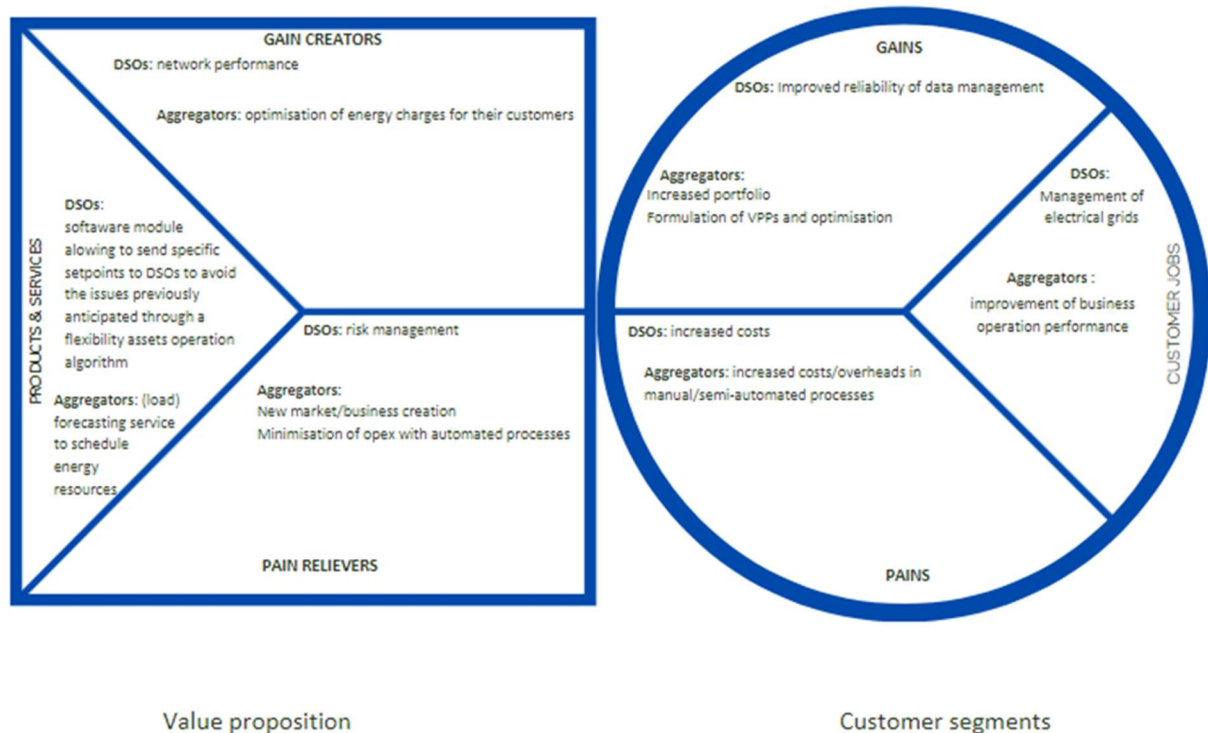 GAIN CREATORS
DSOs: network performance
Aggregators: optimisation of energy charges for their customers
PRODUCTS & SERVICES
DSOs:
softaware module
alowing to send specific
setpoints to DSOs to avoid
the issues previously
anticipated through a
flexibility assets operation
algorithm
Aggregators: (load)
forecasting service
to schedule
energy
resources
DSOs: risk management
Aggregators:
New market/business creation
Minimisation of opex with automated processes
PAIN RELIEVERS
GAINS
DSOs: Improved reliability of data management
Aggregators:
Increased portfolio
Formulation of VPPs and optimisation
DSOs:
Management of
electrical grids
Aggregators :
improvement of business
operation performance
CUSTOMER JOBS
DSOs: increased costs
Aggregators: increased costs/overheads in
manual/semi-automated processes
PAINS
Value proposition
Customer segments